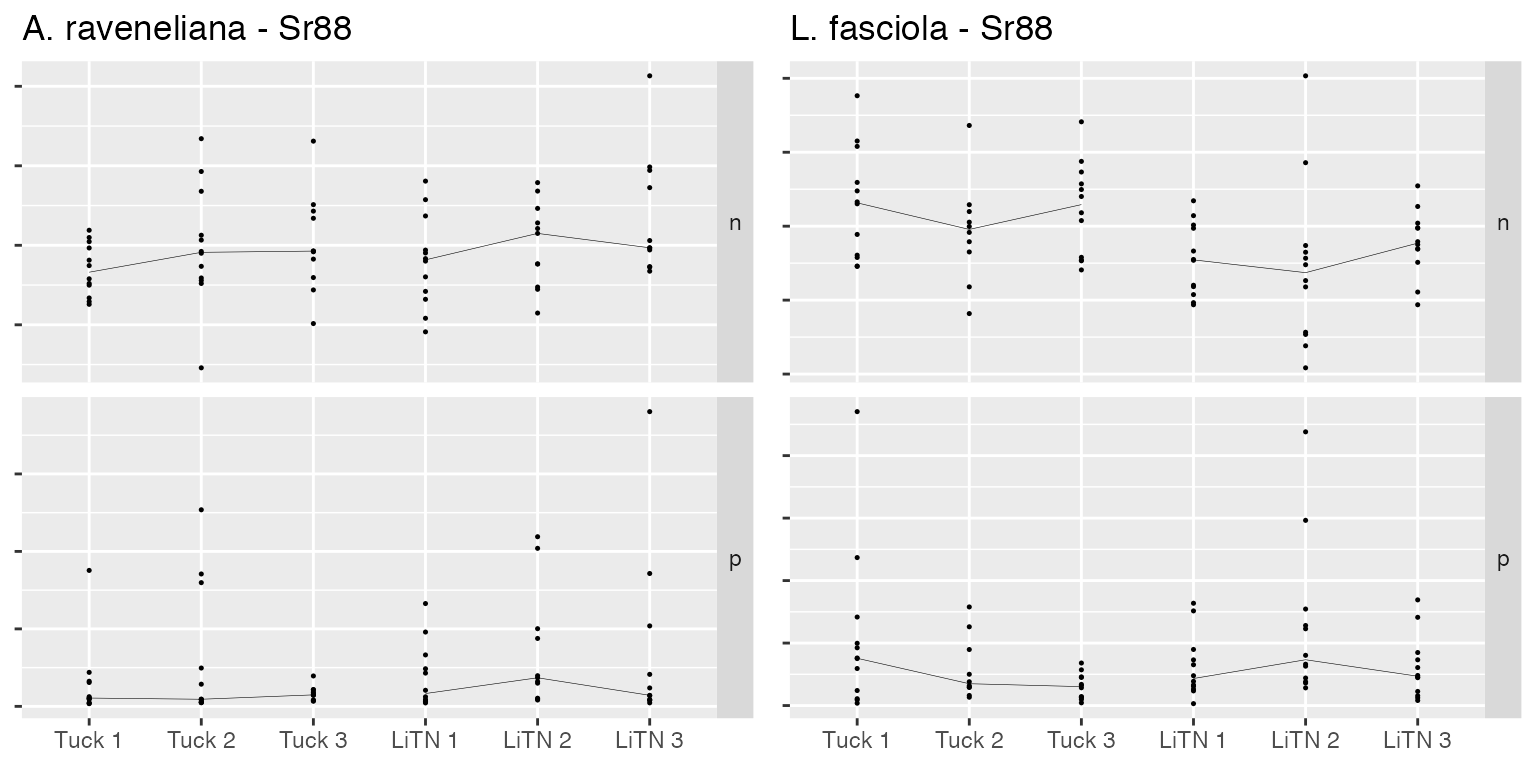 A. raveneliana - Sr88
n
p
Tuck 1 Tuck 2 Tuck 3 LiTN 1 LiTN 2 LiTN 3
L. fasciola - Sr88
n
p
Tuck 1 Tuck 2 Tuck 3 LiTN 1 LiTN 2 LiTN 3